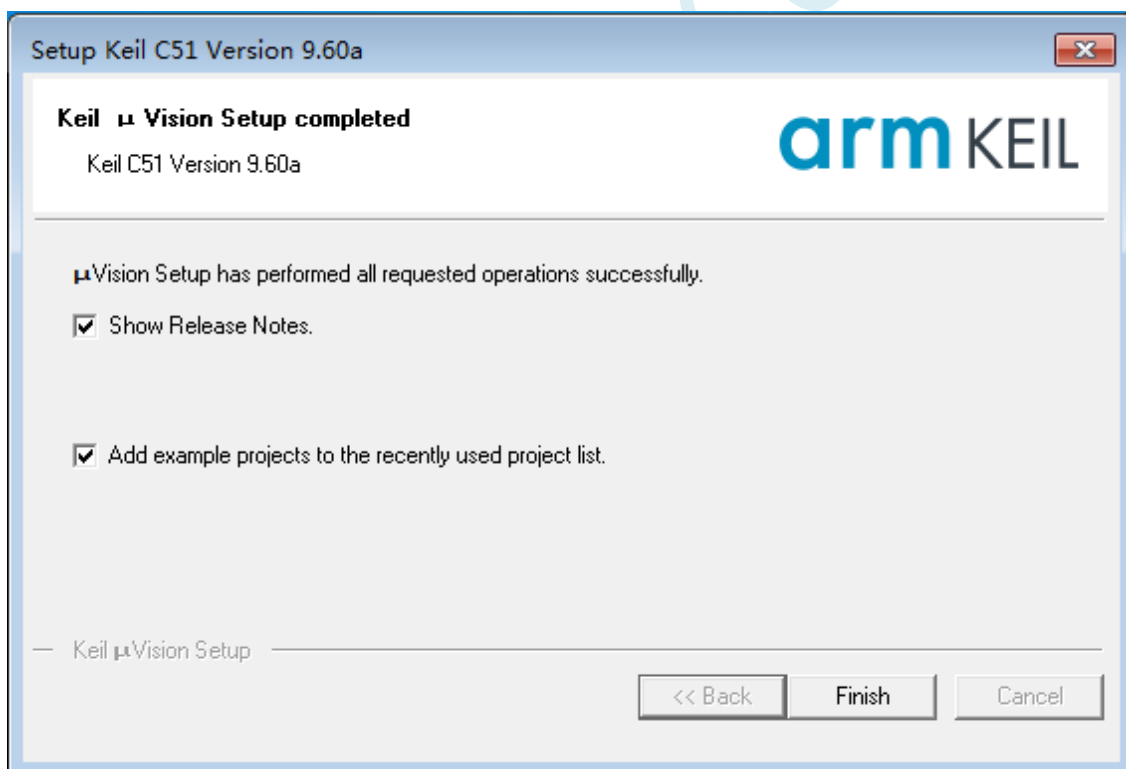 Setup Keil C51 Version 9.60a
Keil μ Vision Setup completed
Keil C51 Version 9.60a
arm KEIL
μVision Setup has performed all requested operations successfully.
Show Release Notes.
Add example projects to the recently used project list.
Keil μVision Setup
<< Back
Finish
Cancel